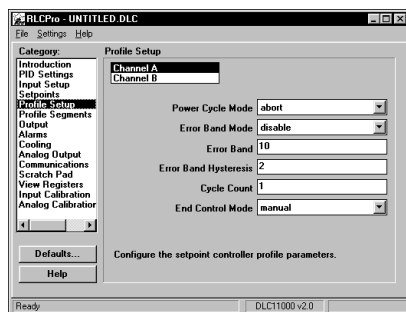 RLCPro - UNTITLED.DLC
File Settings Help
Category:
Introduction
PID Settings
Input Setup
Setpoints
Profile Setup
Profile Segments
Output
Alarms
Cooling
Analog Output
Communications
Scratch Pad
View Registers
Input Calibration
Analog Calibration
Defaults...
Help
Profile Setup
Channel A
Channel B
Power Cycle Mode abort
Error Band Mode disable
Error Band 10
Error Band Hysteresis 2
Cycle Count 1
End Control Mode manual
Configure the setpoint controller profile parameters.
Ready DLC11000 v2.0